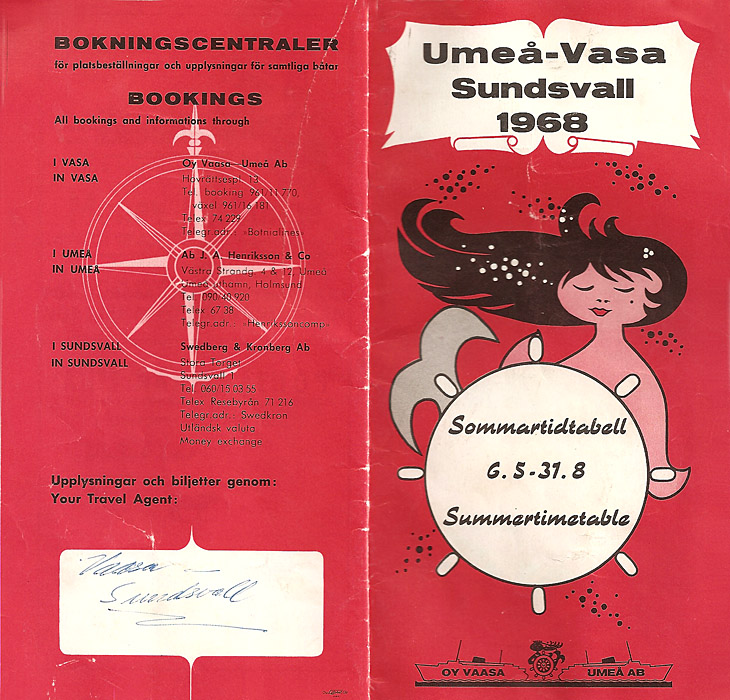 BOKNINGSCENTRALER
för platsbeställningar och upplysningar för samtliga båtar
BOOKINGS
All bookings and informations through
I VASA
IN VASA
Oy Vaasa—Umeå Ab
Hovrättsespl. 13
Tel. booking 961/11 770,
växel 961/16 181
Telex 74 229
Telegr.adr.: »Botnialines»
I UMEÅ
IN UMEÅ
Ab J. A. Henriksson & Co
Västra Strandg. 4 & 12, Umeå
Umeå Uthamn, Holmsund
Tel. 090/40 920
Telex 67 38
Telegr.adr.: »Henrikssoncomp»
I SUNDSVALL
IN SUNDSVALL
Swedberg & Kronberg Ab
Stora Torget
Sundsvall 1
Tel. 060/15 03 55
Telex Resebyrån 71 216
Telegr.adr.: Swedkron
Utländsk valuta
Money exchange
Upplysningar och biljetter genom:
Your Travel Agent:
Vaasa —
Sundsvall
Umeå-Vasa
Sundsvall
1968
Sommartidtabell
6. 5-31. 8
Summertimetable
OY VAASA
UMEÅ AB